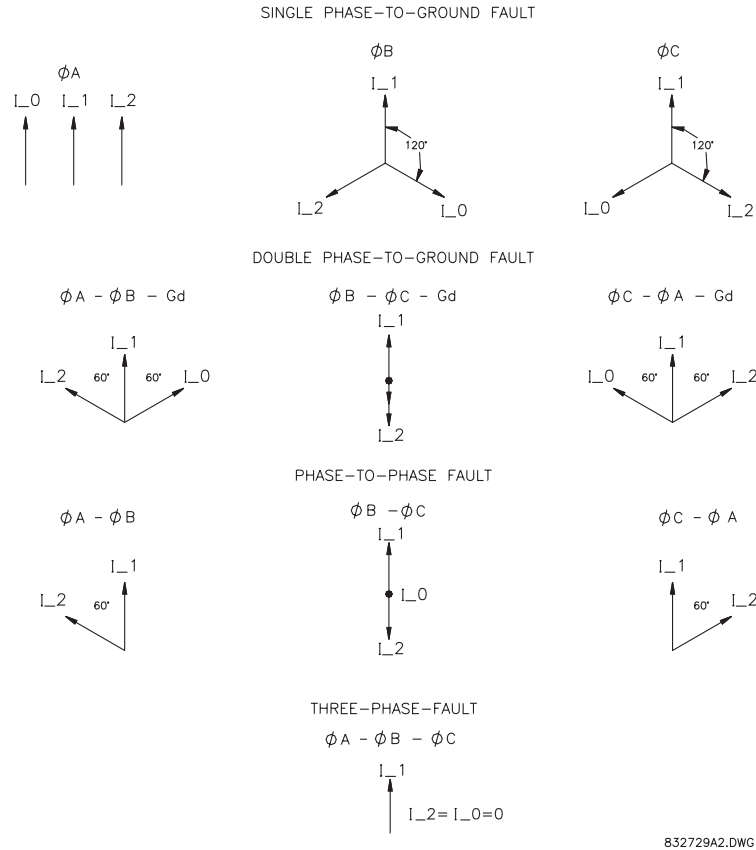 SINGLE PHASE-TO-GROUND FAULT
ϕA
I_0 I_1 I_2
ϕB
I_1
120°
I_2
I_0
ϕC
I_1
120°
I_0
I_2
DOUBLE PHASE-TO-GROUND FAULT
ϕA - ϕB - Gd
I_1
I_2 60° 60° I_0
ϕB - ϕC - Gd
I_1
I_2
ϕC - ϕA - Gd
I_1
I_0 60° 60° I_2
PHASE-TO-PHASE FAULT
ϕA - ϕB
I_1
I_2 60°
ϕB -ϕC
I_1
I_0
I_2
ϕC - ϕ A
I_1
60° I_2
THREE-PHASE-FAULT
ϕA - ϕB - ϕC
I_1
I_2= I_0=0
832729A2.DWG